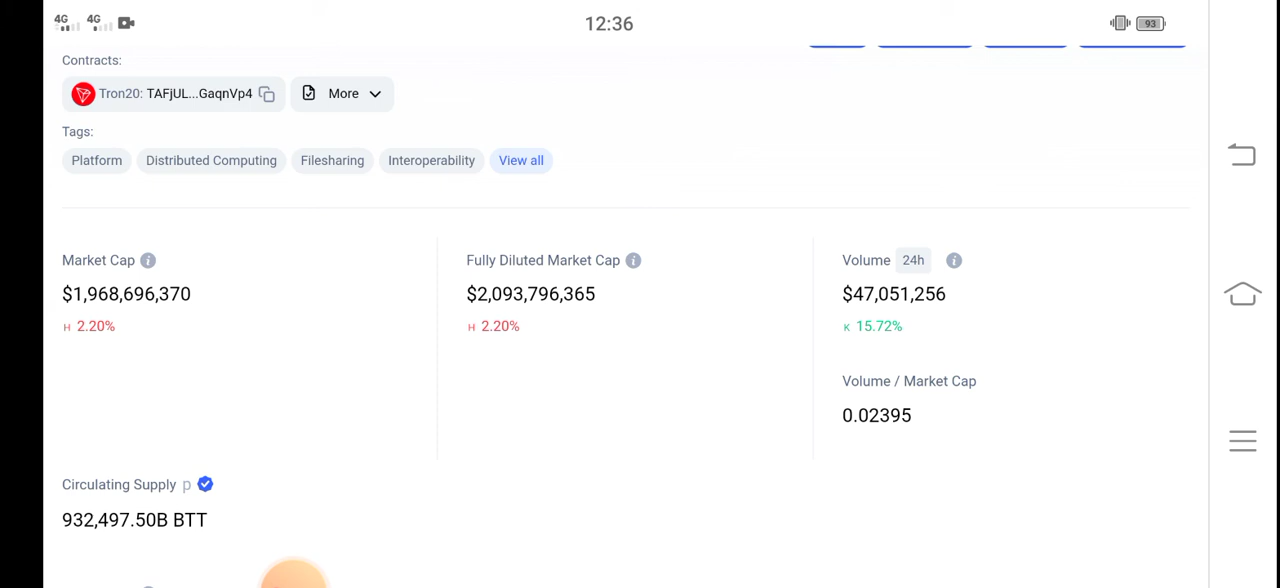 4G 4G 12:36 93
Contracts:
Tron20: TAFjUL...GaqnVp4 More
Tags:
Platform Distributed Computing Filesharing Interoperability View all
Market Cap Fully Diluted Market Cap Volume 24h
$1,968,696,370 $2,093,796,365 $47,051,256
H 2.20% H 2.20% K 15.72%
Volume / Market Cap
0.02395
Circulating Supply p
932,497.50B BTT